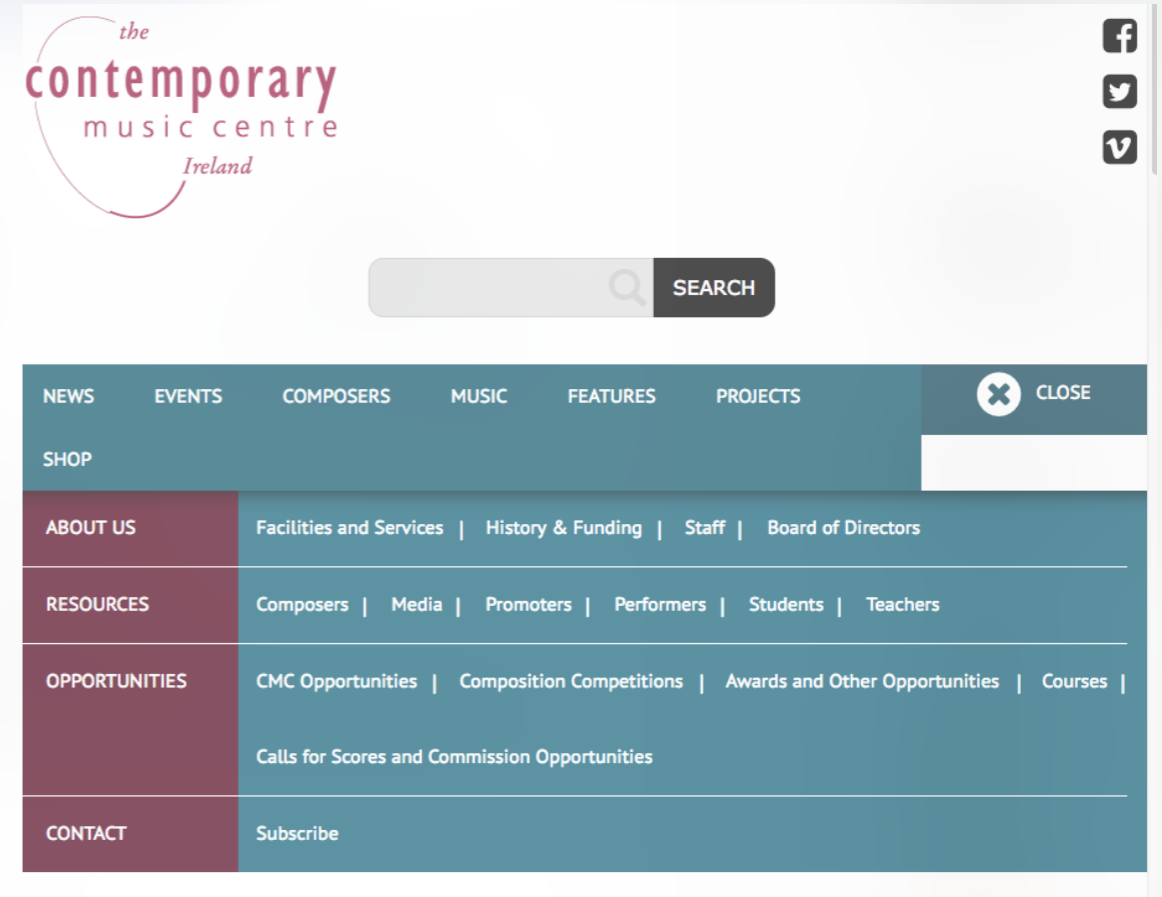 the
contemporary
music centre
Ireland
SEARCH
NEWS EVENTS COMPOSERS MUSIC FEATURES PROJECTS CLOSE
SHOP
ABOUT US Facilities and Services | History & Funding | Staff | Board of Directors
RESOURCES Composers | Media | Promoters | Performers | Students | Teachers
OPPORTUNITIES CMC Opportunities | Composition Competitions | Awards and Other Opportunities | Courses |
Calls for Scores and Commission Opportunities
CONTACT Subscribe